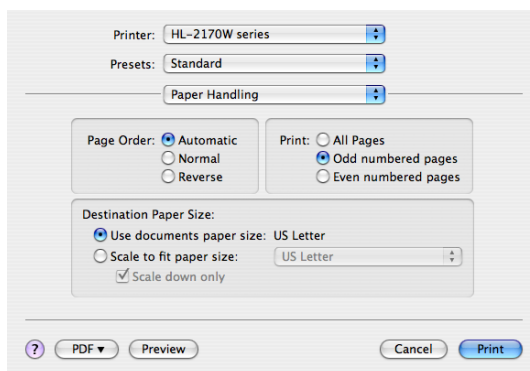 Printer: HL-2170W series
Presets: Standard
Paper Handling
Page Order: Automatic
Normal
Reverse
Print: All Pages
Odd numbered pages
Even numbered pages
Destination Paper Size:
Use documents paper size: US Letter
Scale to fit paper size: US Letter
Scale down only
? PDF▼ Preview Cancel Print